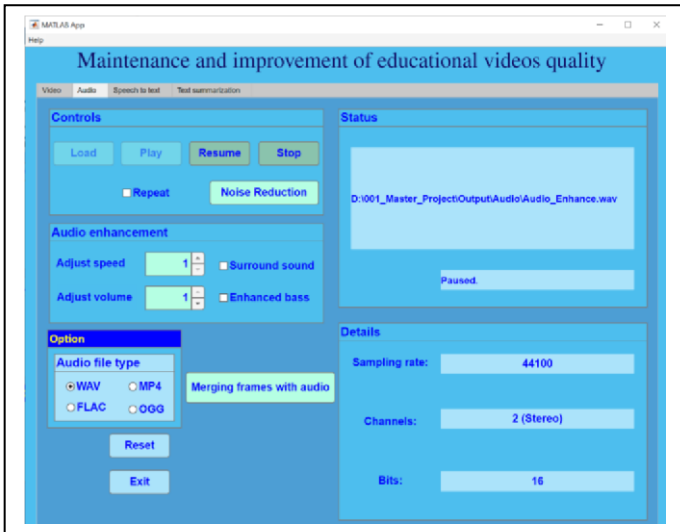 MATLAB App
Help
Maintenance and improvement of educational videos quality
Video Audio Speech to text Text summarization
Controls
Load Play Resume Stop
Repeat Noise Reduction
Audio enhancement
Adjust speed 1 Surround sound
Adjust volume 1 Enhanced bass
Option
Audio file type
WAV MP4
FLAC OGG
Merging frames with audio
Reset
Exit
Status
D:\001_Master_Project\Output\Audio\Audio_Enhance.wav
Paused.
Details
Sampling rate: 44100
Channels: 2 (Stereo)
Bits: 16